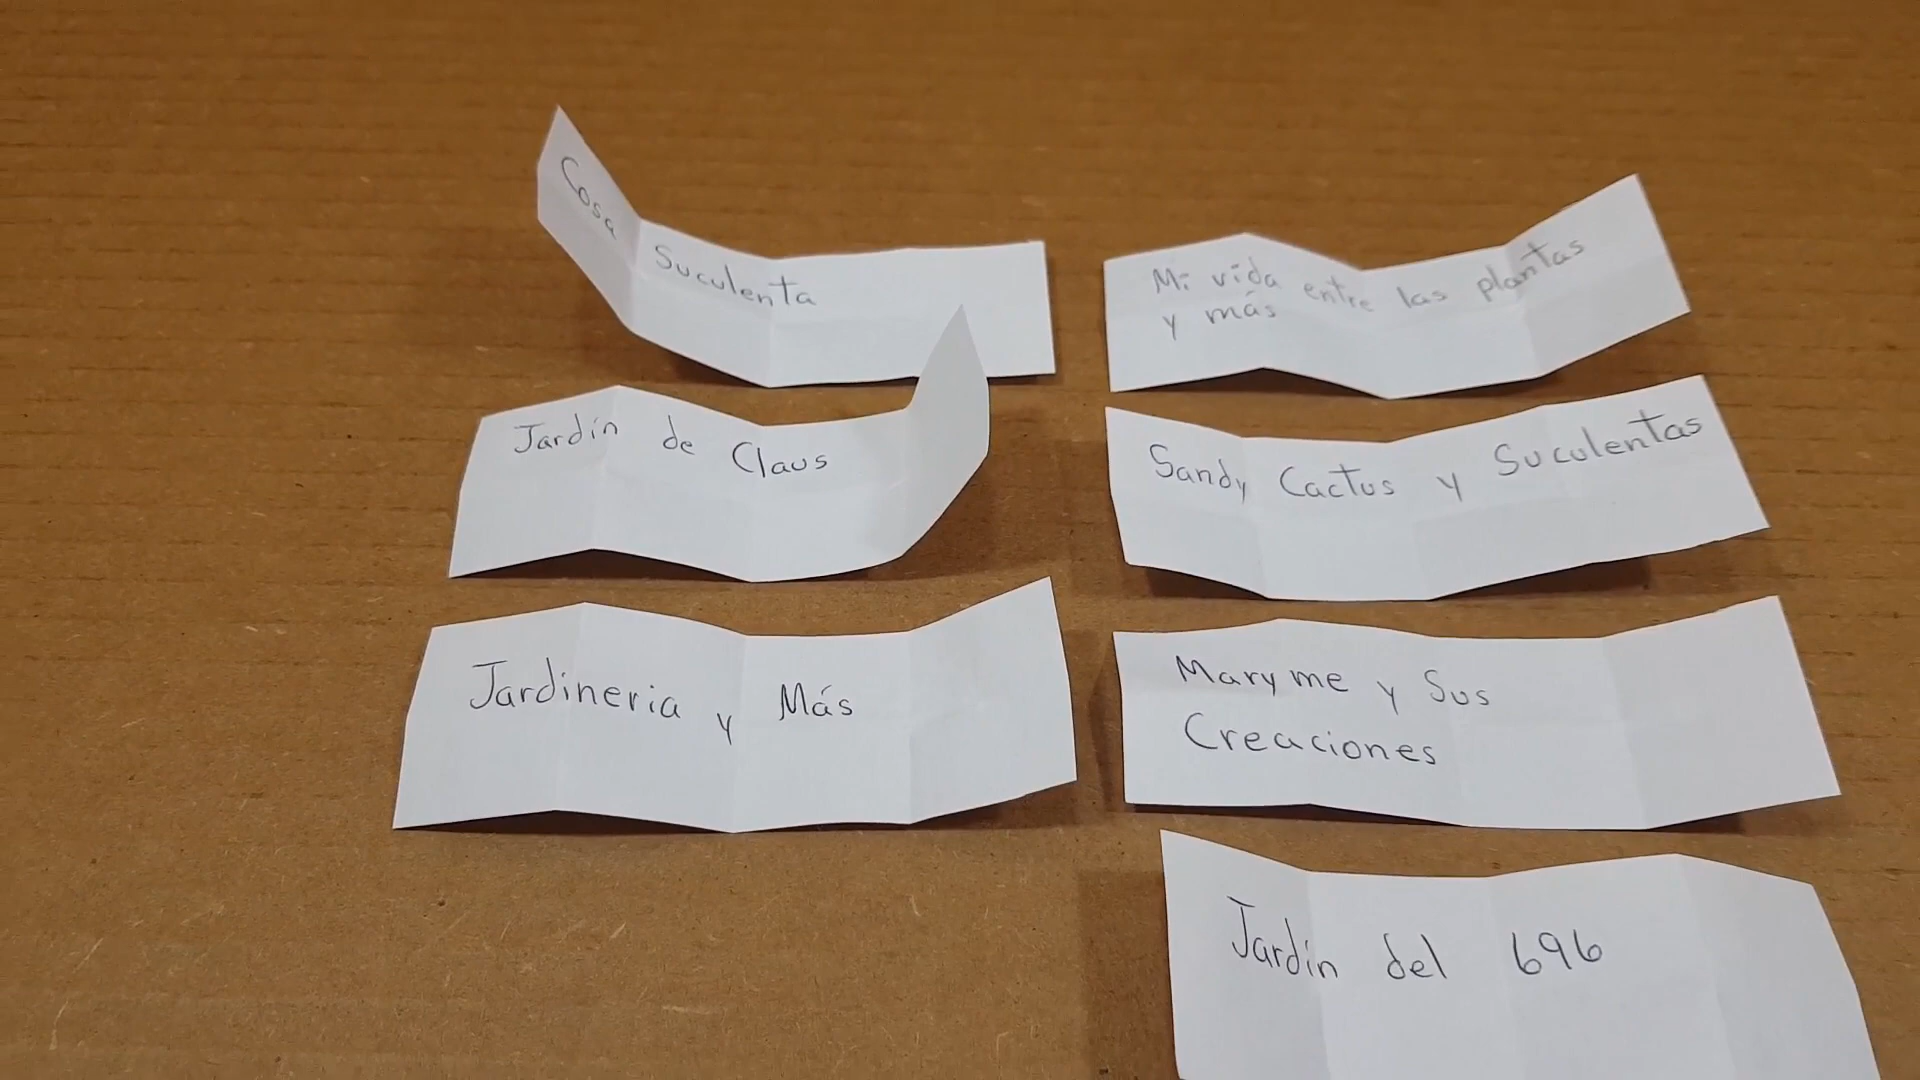 Cosa Suculenta
Jardín de Claus
Jardineria y Más
Mi vida entre las plantas
y más
Sandy Cactus y Suculentas
Maryme y Sus
Creaciones
Jardín del 696